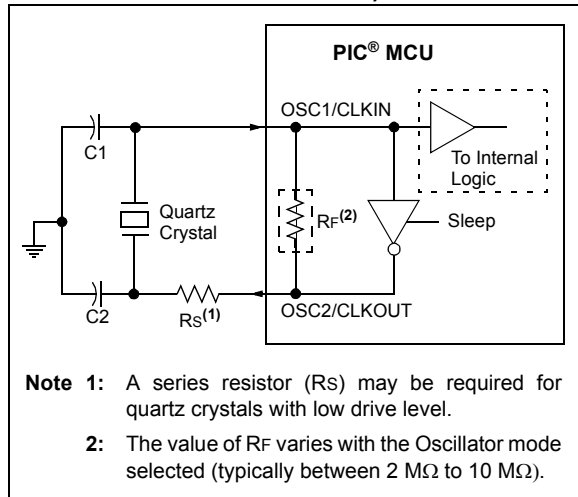 PIC® MCU
OSC1/CLKIN
C1
To Internal
Logic
Quartz
Crystal
RF(2)
Sleep
C2
RS(1)
OSC2/CLKOUT
Note 1: A series resistor (RS) may be required for
quartz crystals with low drive level.
2: The value of RF varies with the Oscillator mode
selected (typically between 2 MΩ to 10 MΩ).